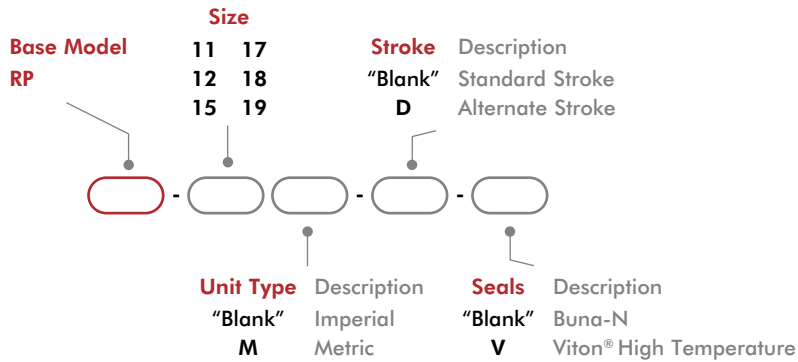 Size
Base Model 11 17 Stroke Description
RP 12 18 “Blank” Standard Stroke
15 19 D Alternate Stroke
- - -
Unit Type Description Seals Description
“Blank” Imperial “Blank” Buna-N
M Metric V Viton® High Temperature